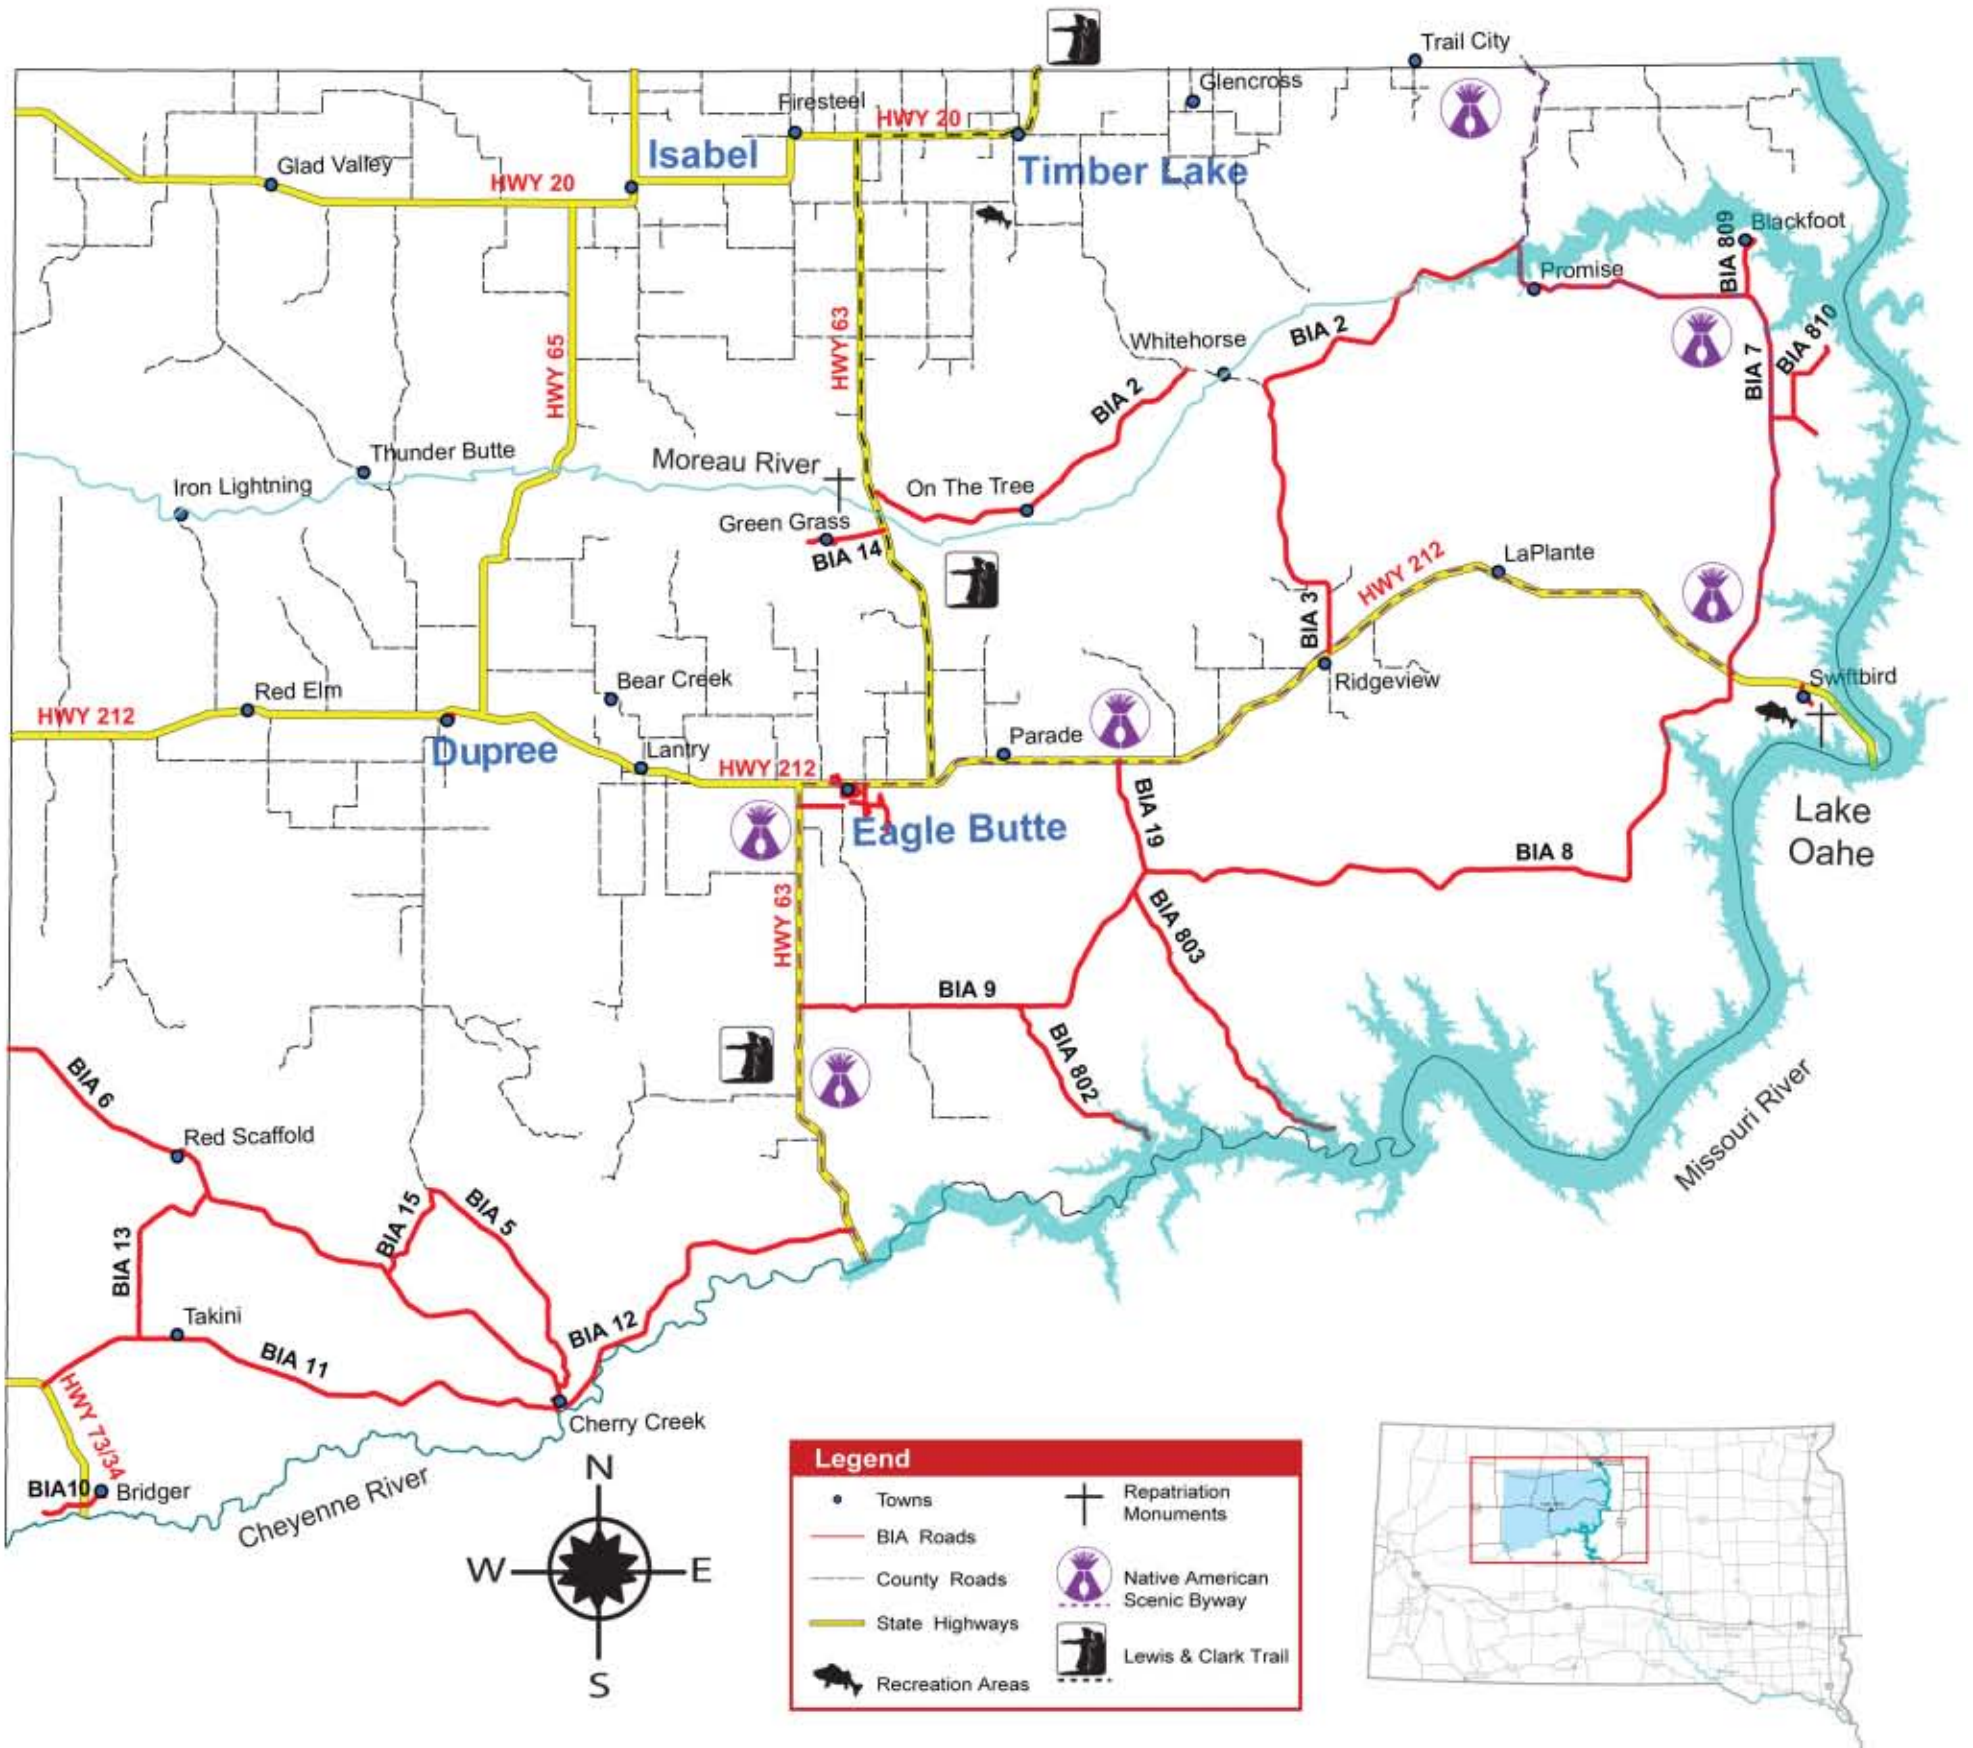 Trail City
Glencross
Firesteel
HWY 20
Isabel
Timber Lake
Glad Valley
HWY 20
Blackfoot
BIA 809
Promise
BIA 810
BIA 7
HWY 65
HWY 63
Whitehorse
BIA 2
BIA 2
Thunder Butte
Moreau River
Iron Lightning
On The Tree
Green Grass
BIA 14
LaPlante
HWY 212
BIA 3
Ridgeview
Swiftbird
Red Elm
Bear Creek
HWY 212
Dupree
Lantry
HWY 212
Parade
Eagle Butte
BIA 19
Lake
Oahe
BIA 8
HWY 63
BIA 803
BIA 9
BIA 802
BIA 6
Missouri River
Red Scaffold
BIA 15
BIA 5
BIA 13
Takini
BIA 12
BIA 11
HWY 73/34
Cherry Creek
BIA10
Bridger
Cheyenne River
N
W
E
S
Legend
Towns
BIA Roads
County Roads
State Highways
Recreation Areas
Repatriation
Monuments
Native American
Scenic Byway
Lewis & Clark Trail